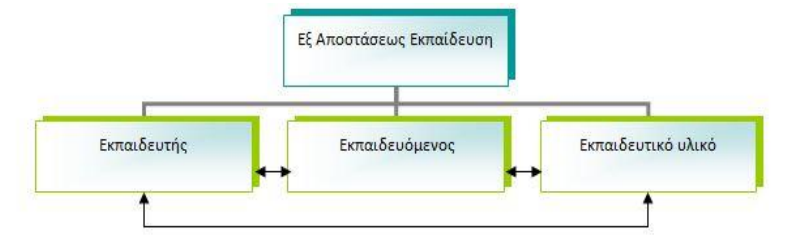 Εξ Αποστάσεως Εκπαίδευση
Εκπαιδευτής
Εκπαιδευόμενος
Εκπαιδευτικό υλικό